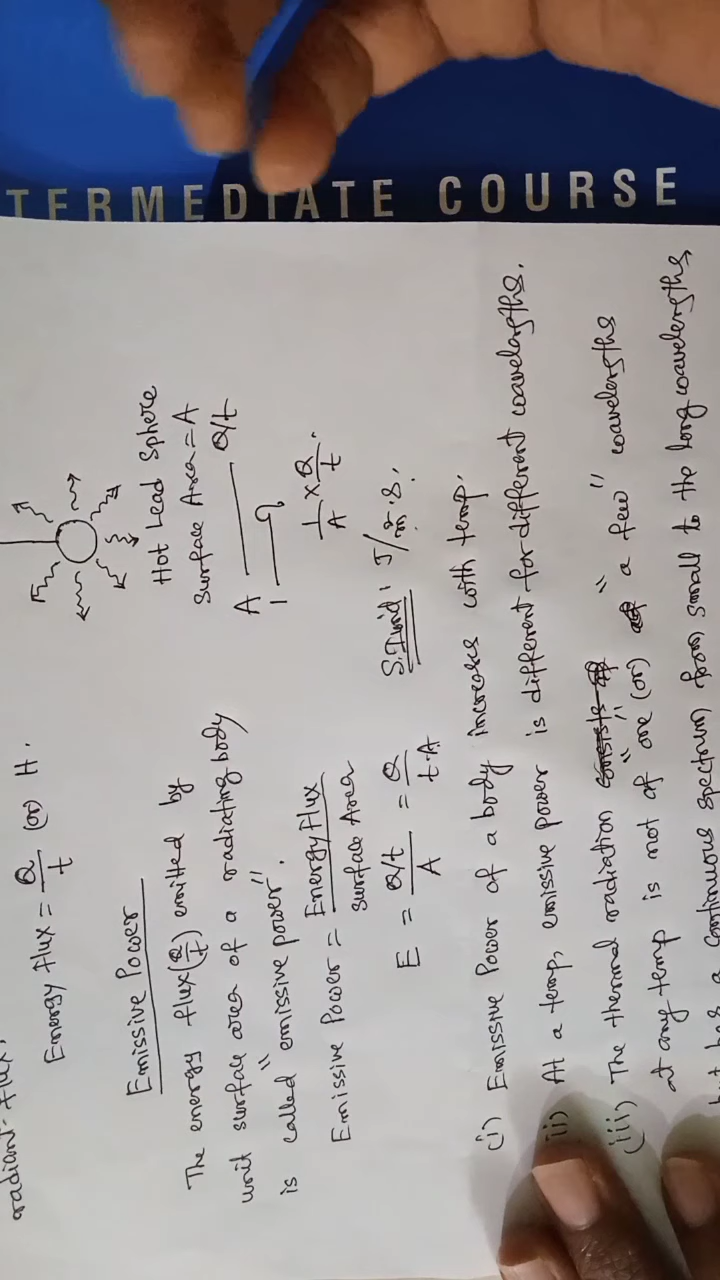 TERMEDIATE COURSE
radiant flux,
Energy flux = Q/t (or) H.
Emissive Power
The energy flux(Q/t) emitted by
unit surface area of a radiating body
is called "emissive power".
Emissive Power = Energy flux / surface Area
E = Q/t / A = Q / t.A
Hot Lead Sphere
Surface Area = A
A — Q/t
1 — ?
1/A × Q/t.
S.I unit: J/m².s.
(i) Emissive Power of a body increases with temp.
(ii) At a temp, emissive power is different for different wavelengths.
(iii) The thermal radiation
at any temp is not of "one" (or) "a few" wavelengths
but has a continuous spectrum from small to the long wavelengths